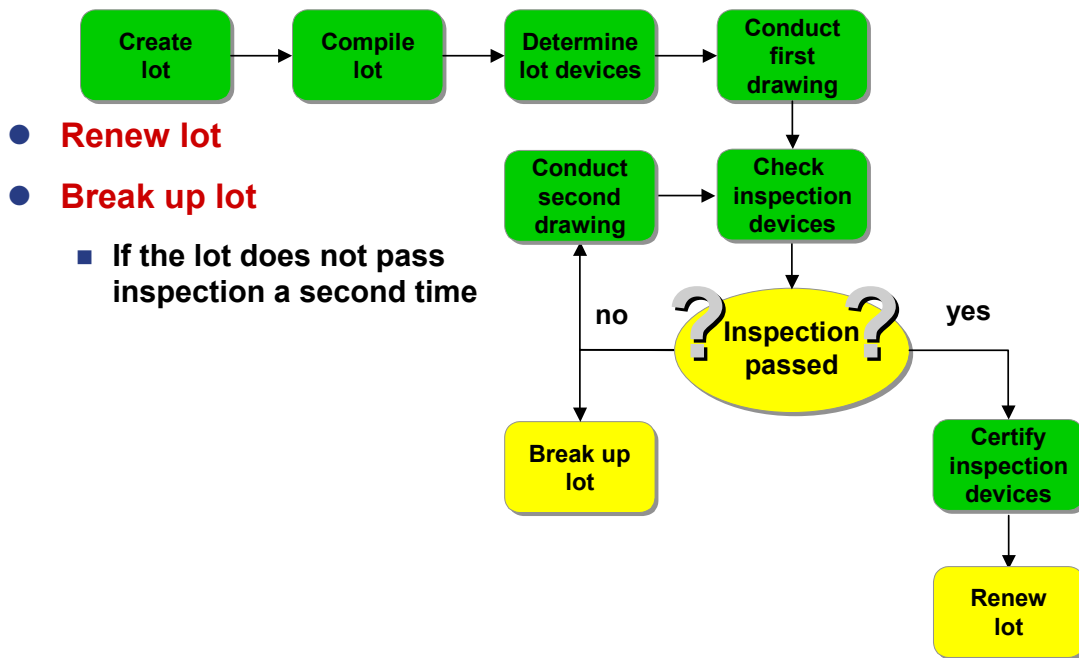 Create
lot
Compile
lot
Determine
lot devices
Conduct
first
drawing
Renew lot
Break up lot
If the lot does not pass
inspection a second time
Conduct
second
drawing
Check
inspection
devices
no
? Inspection ?
passed
yes
Break up
lot
Certify
inspection
devices
Renew
lot